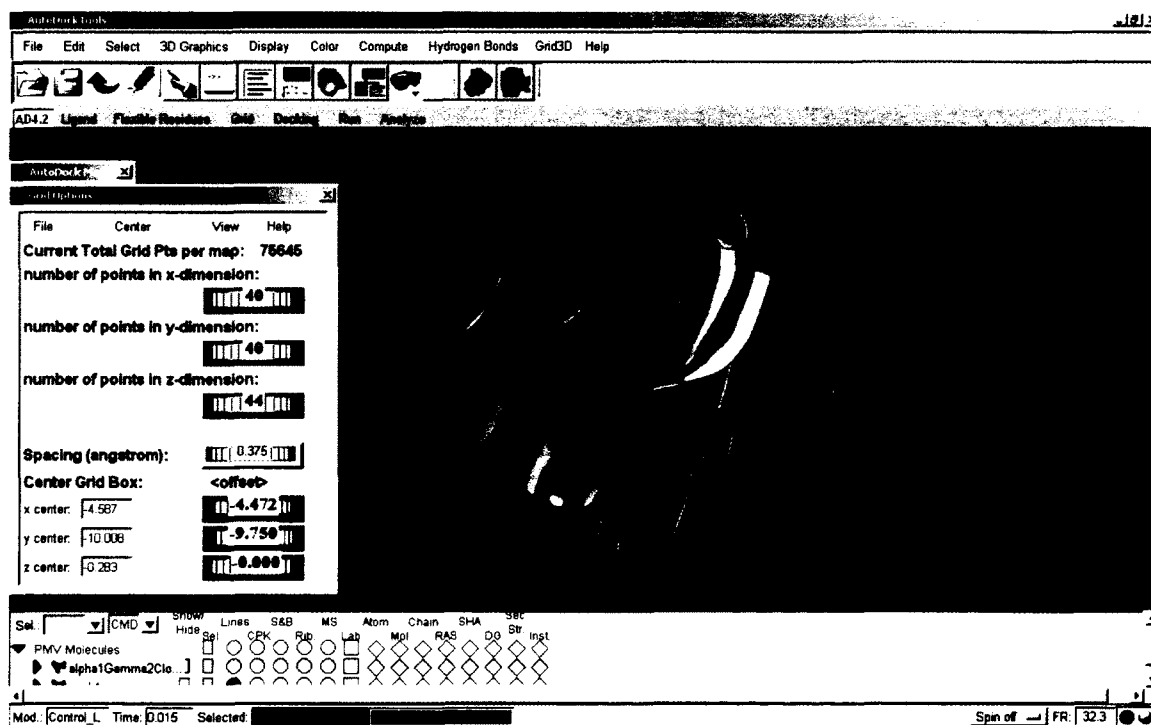 AutoDockTools
File Edit Select 3D Graphics Display Color Compute Hydrogen Bonds Grid3D Help
AD4.2 Ligand Flexible Residues Grid Docking Run Analyze
Grid Options
File Center View Help
Current Total Grid Pts per map: 75645
number of points in x-dimension:
40
number of points in y-dimension:
40
number of points in z-dimension:
44
Spacing (angstrom): 0.375
Center Grid Box: <offset>
x center: -4.587 -4.472
y center: -10.008 -9.750
z center: -0.283 -0.000
Sel.: CMD Show/ Hide Lines S&B MS Atom Chain SHA Sec Str.
Sel CPK Rib. Lab Mol RAS DG Inst.
PMV Molecules
alpha1Gamma2Clo...
Mod.: Control_L Time: 0.015 Selected: Spin off FR: 32.3